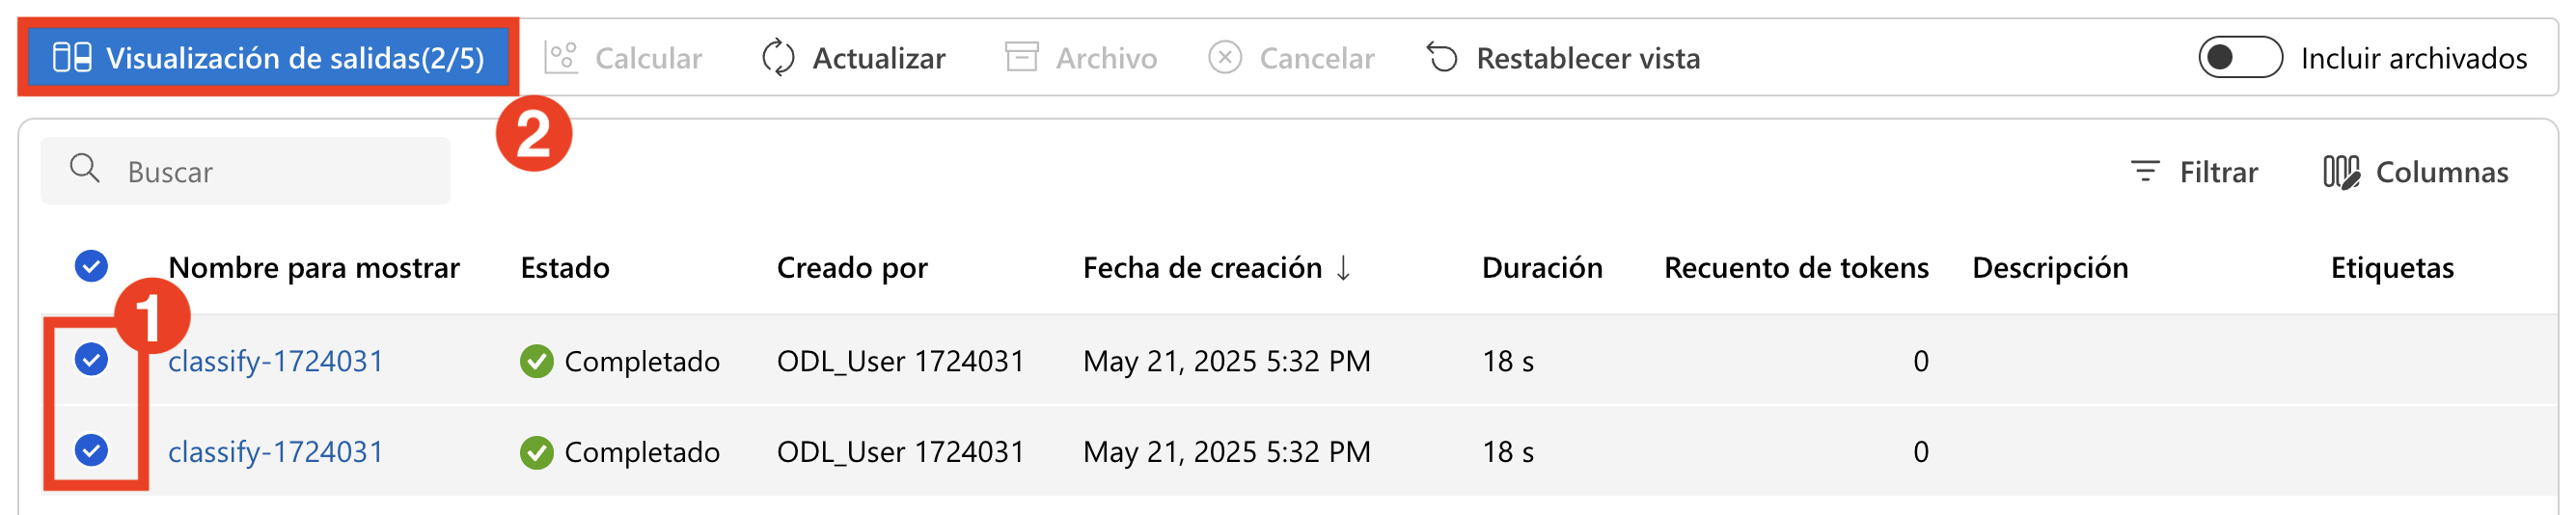 Visualización de salidas(2/5) Calcular Actualizar Archivo Cancelar Restablecer vista Incluir archivados
2
Buscar Filtrar Columnas
Nombre para mostrar Estado Creado por Fecha de creación ↓ Duración Recuento de tokens Descripción Etiquetas
1
classify-1724031 Completado ODL_User 1724031 May 21, 2025 5:32 PM 18 s 0
classify-1724031 Completado ODL_User 1724031 May 21, 2025 5:32 PM 18 s 0